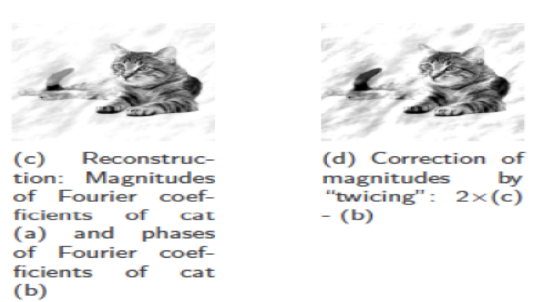 (c) Reconstruc-
tion: Magnitudes
of Fourier coef-
ficients of cat
(a) and phases
of Fourier coef-
ficients of cat
(b)
(d) Correction of
magnitudes by
“twicing”: 2×(c)
- (b)